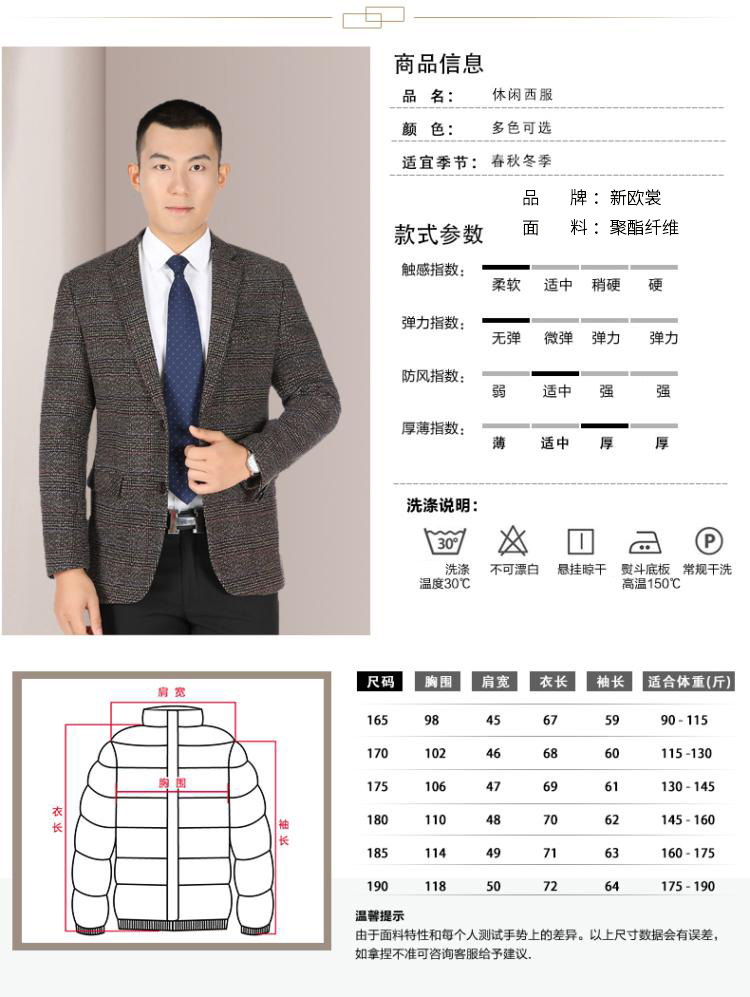 商品信息
品 名： 休闲西服
颜 色： 多色可选
适宜季节： 春秋冬季
品 牌： 新欧裳
面 料： 聚酯纤维
款式参数
触感指数：
柔软 适中 稍硬 硬
弹力指数：
无弹 微弹 弹力 弹力
防风指数：
弱 适中 强 强
厚薄指数：
薄 适中 厚 厚
洗涤说明：
30° P
洗涤 不可漂白 悬挂晾干 熨斗底板 常规干洗
温度30℃ 高温150℃
肩 宽
胸 围
衣长
袖长
尺码 胸围 肩宽 衣长 袖长 适合体重(斤)
165 98 45 67 59 90 - 115
170 102 46 68 60 115 -130
175 106 47 69 61 130 - 145
180 110 48 70 62 145 - 160
185 114 49 71 63 160 - 175
190 118 50 72 64 175 - 190
温馨提示
由于面料特性和每个人测试手势上的差异。以上尺寸数据会有误差，
如拿捏不准可咨询客服给予建议.